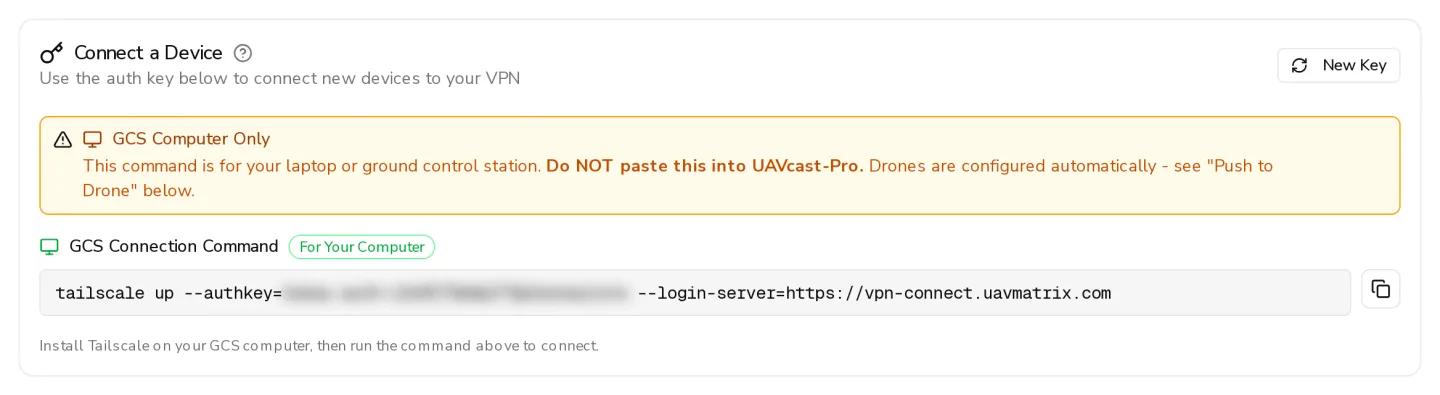 Connect a Device
Use the auth key below to connect new devices to your VPN
New Key
GCS Computer Only
This command is for your laptop or ground control station. Do NOT paste this into UAVcast-Pro. Drones are configured automatically - see "Push to
Drone" below.
GCS Connection Command For Your Computer
tailscale up --authkey= --login-server=https://vpn-connect.uavmatrix.com
Install Tailscale on your GCS computer, then run the command above to connect.